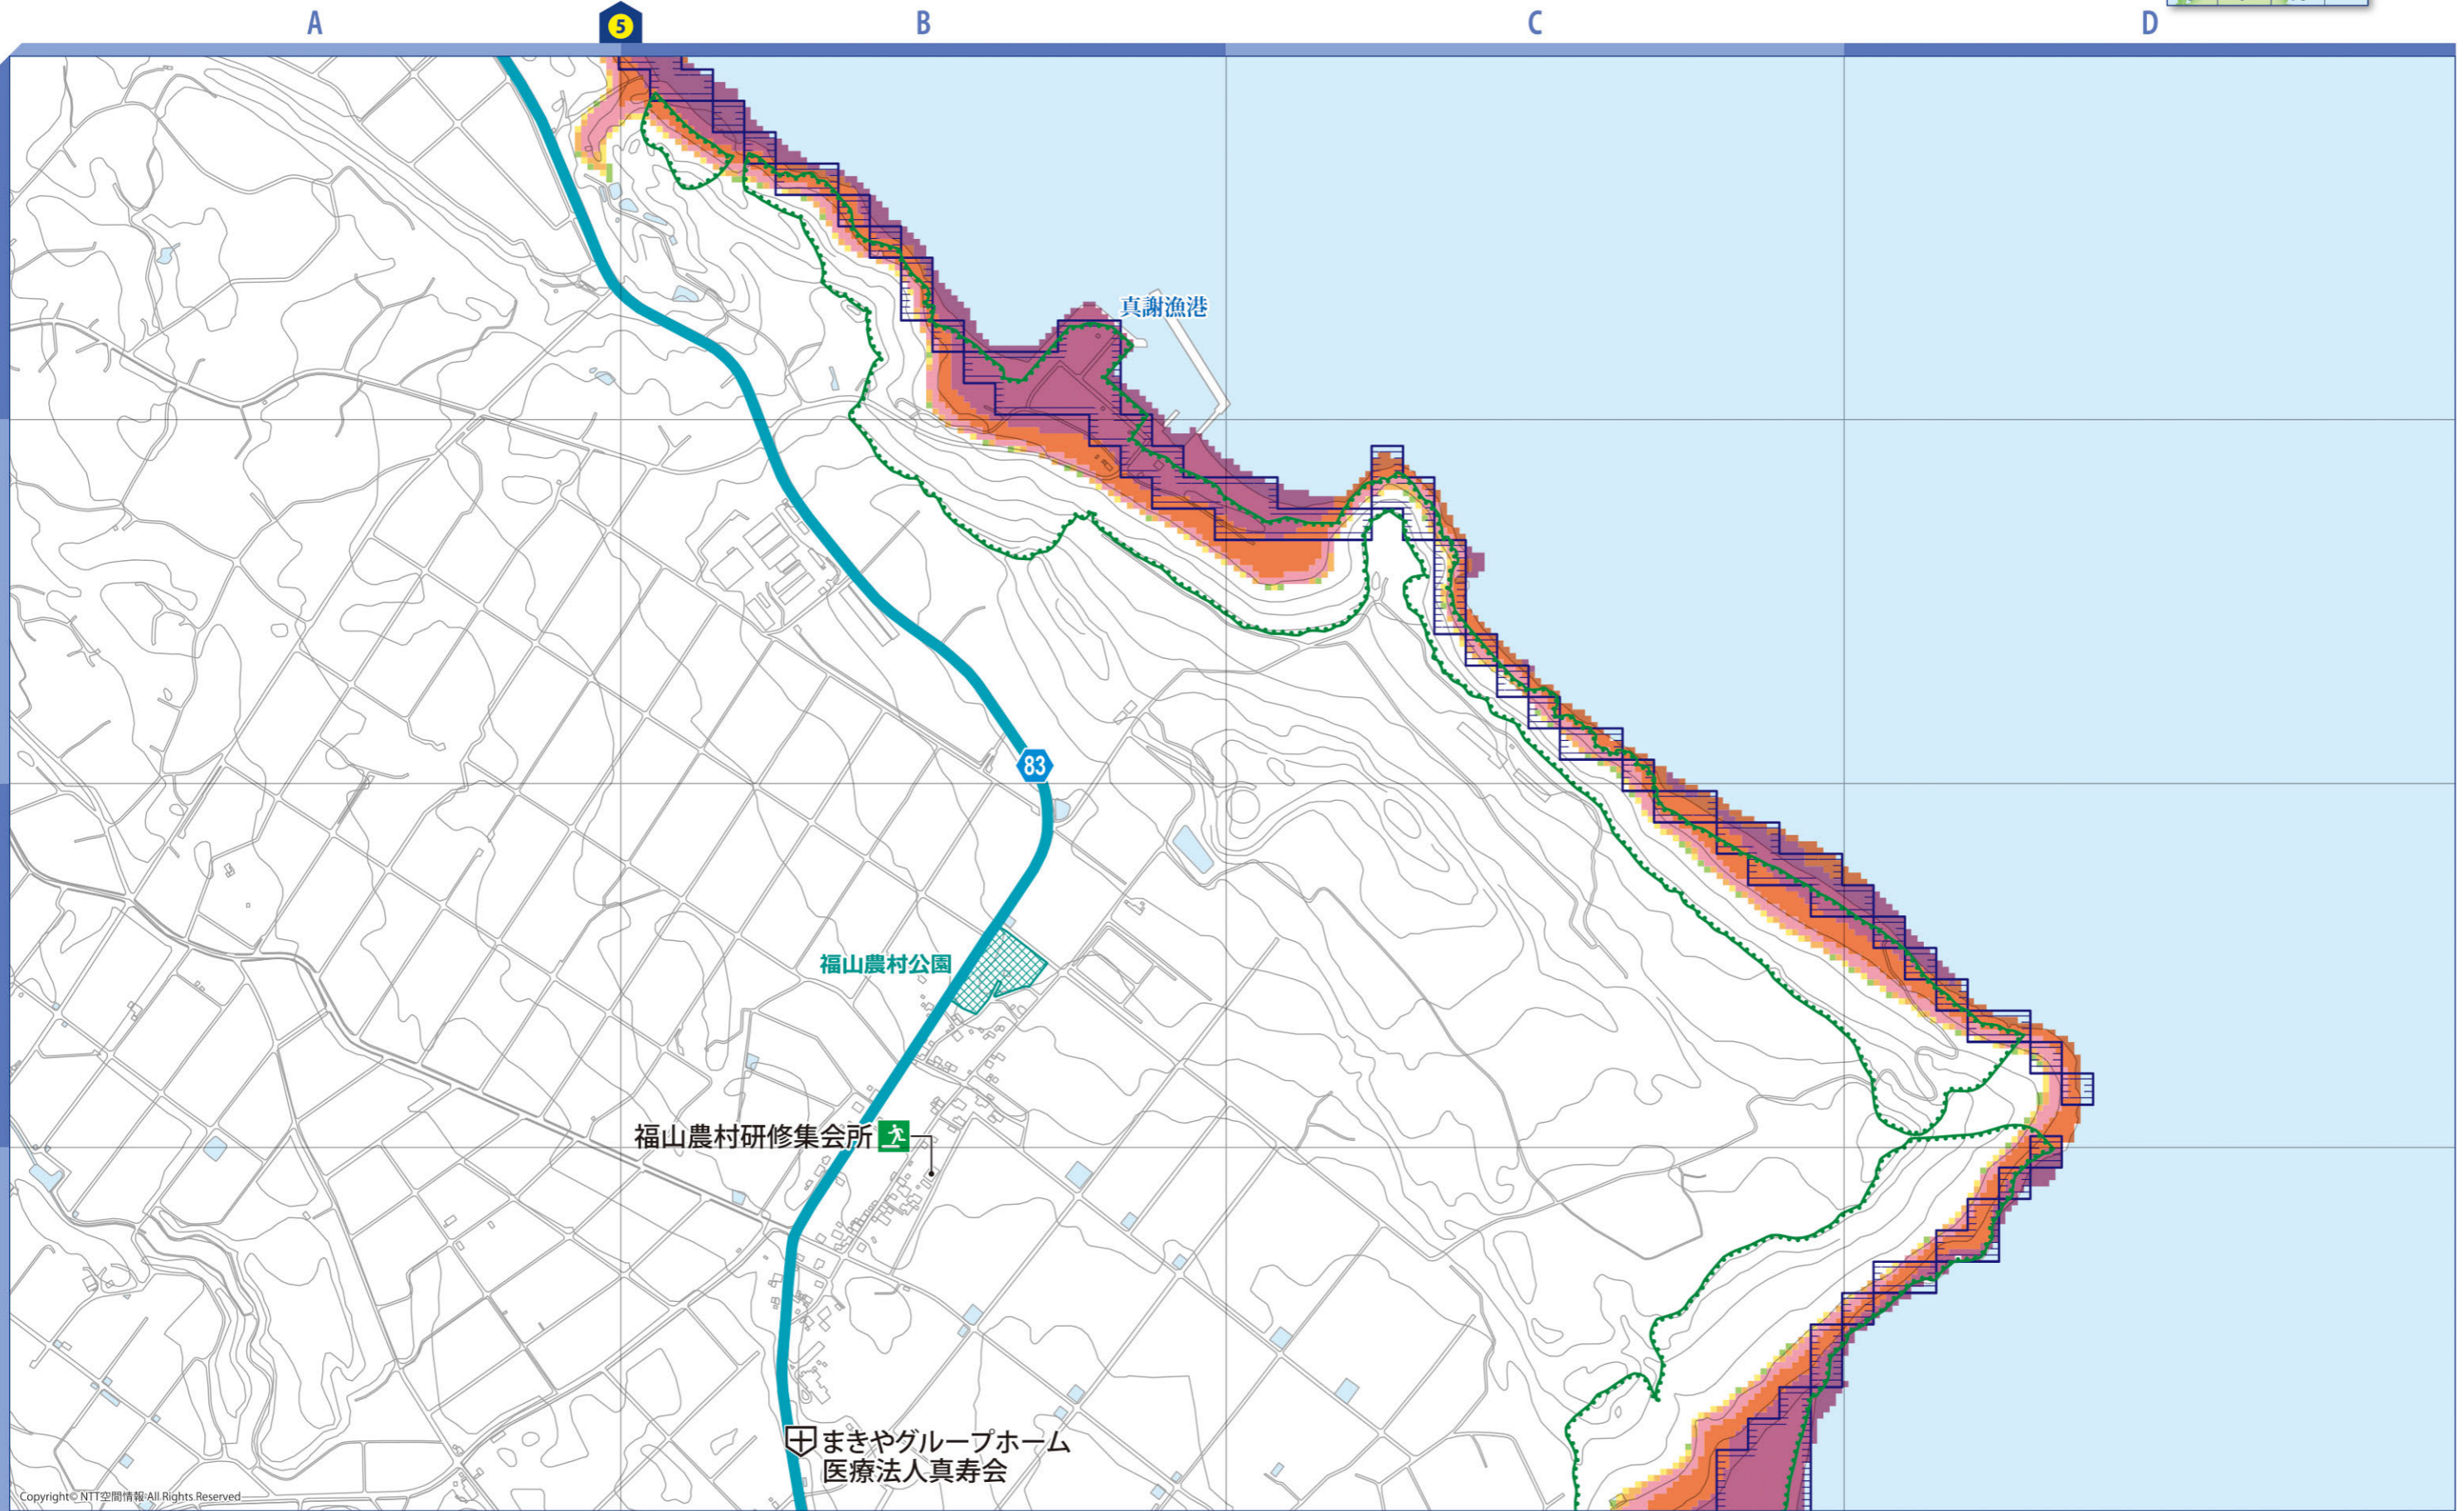 A
5
B
C
D
真謝漁港
83
福山農村公園
福山農村研修集会所
まきやグループホーム
医療法人真寿会
Copyright© NTT空間情報 All Rights Reserved